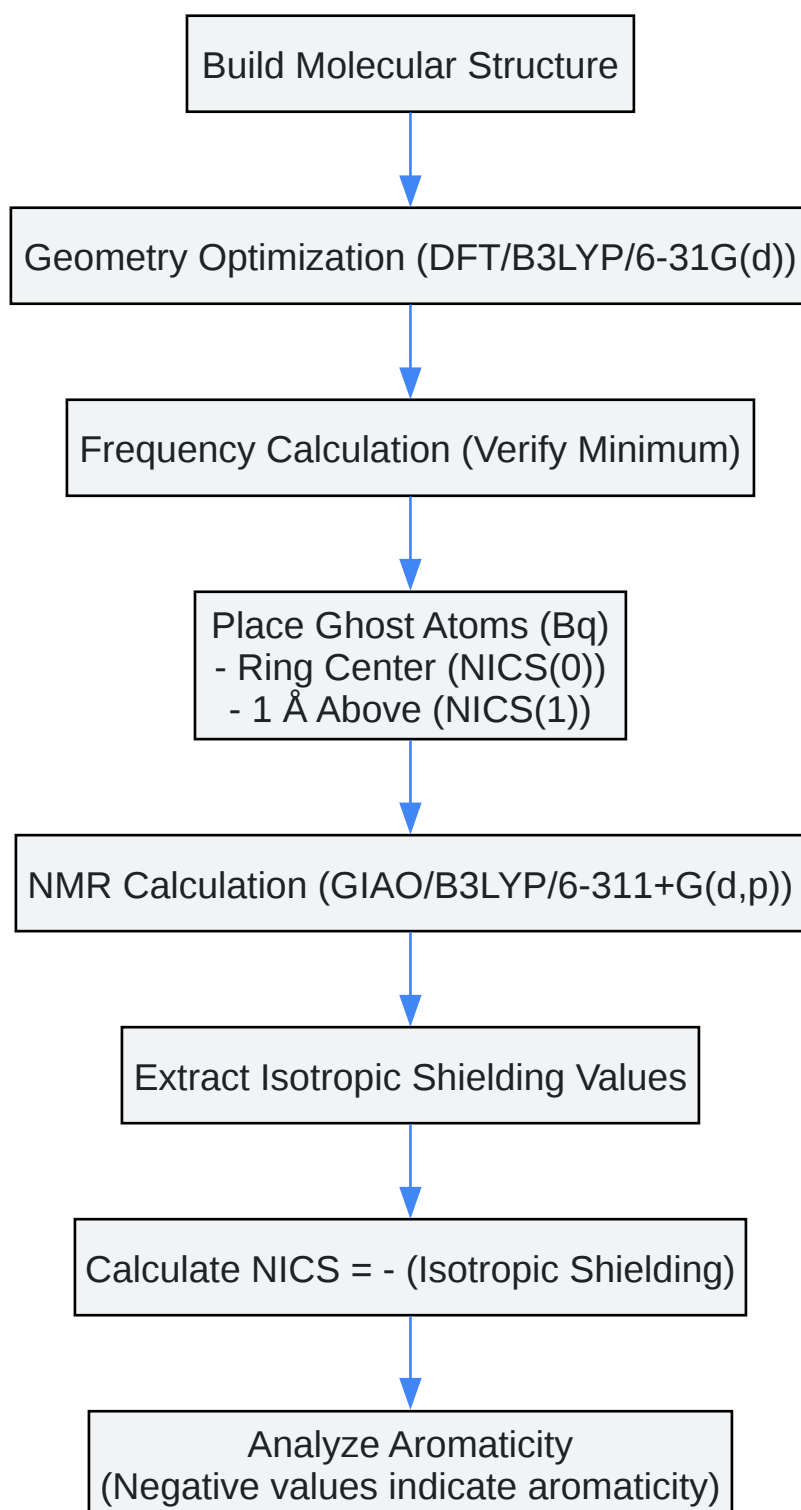 Build Molecular Structure
Geometry Optimization (DFT/B3LYP/6-31G(d))
Frequency Calculation (Verify Minimum)
Place Ghost Atoms (Bq)
- Ring Center (NICS(0))
- 1 Å Above (NICS(1))
NMR Calculation (GIAO/B3LYP/6-311+G(d,p))
Extract Isotropic Shielding Values
Calculate NICS = - (Isotropic Shielding)
Analyze Aromaticity
(Negative values indicate aromaticity)